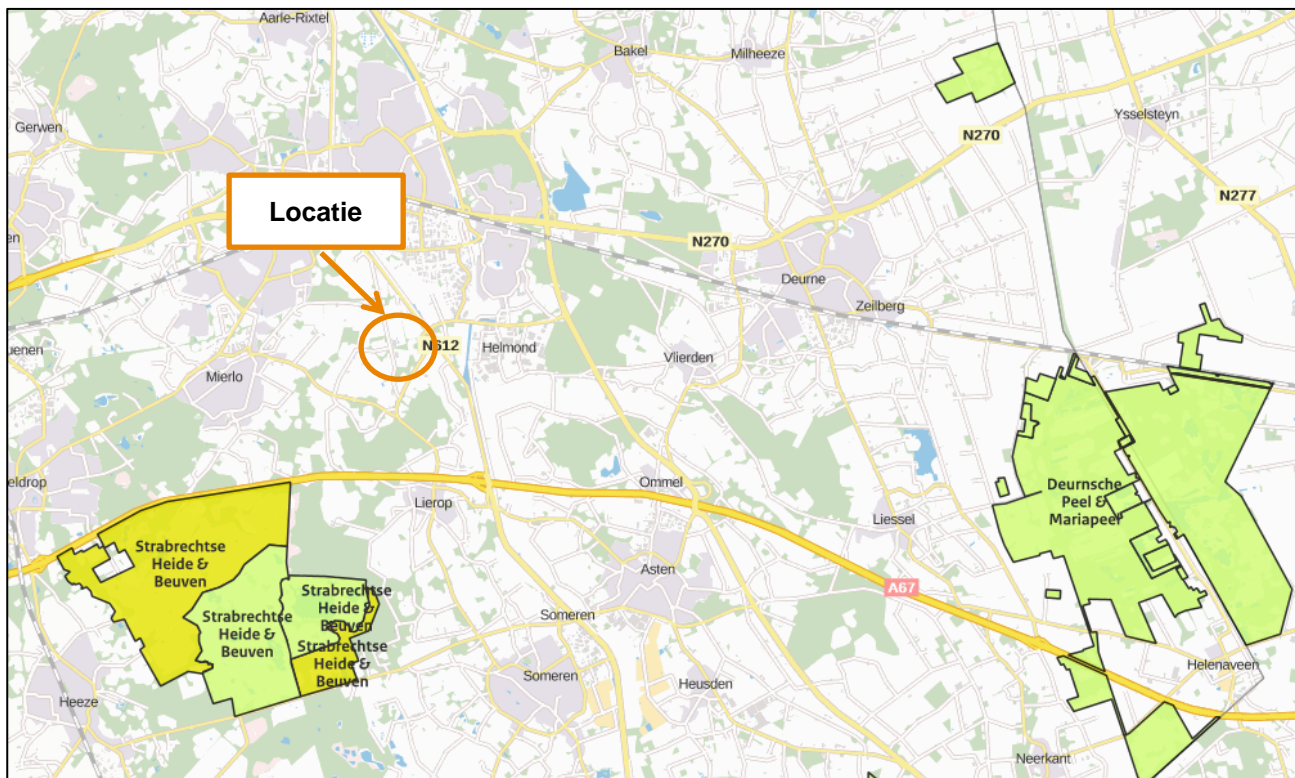 Aarle-Rixtel
Bakel
Milheeze
Gerwen
Ysselsteyn
N270
N277
Locatie
N270
Deurne
Zeilberg
N612
Helmond
Vlierden
Mierlo
Ommel
Lierop
Liessel
Deurnsche
Peel &
Mariapeel
Strabrechtse
Heide &
Beuven
Strabrechtse
Heide &
Beuven
Strabrechtse
Heide &
Beuven
Strabrechtse
Heide &
Beuven
Asten
A67
Someren
Someren
Heusden
Heeze
Helenaveen
Neerkant